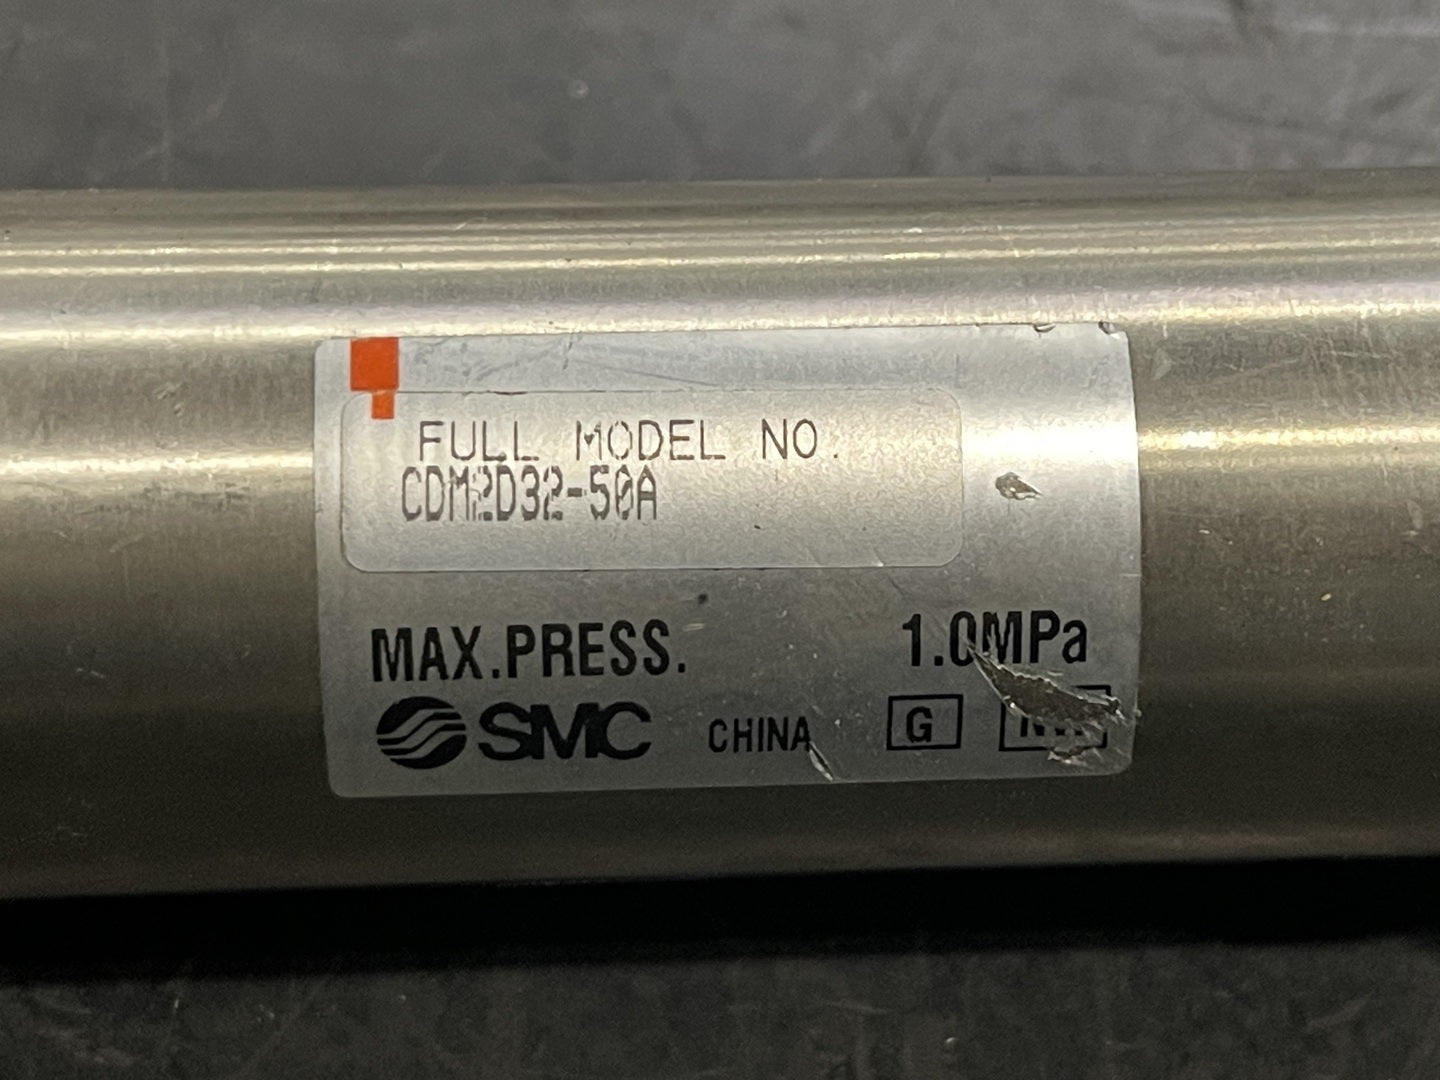 FULL MODEL NO.
CDM2D32-50A
MAX.PRESS. 1.0MPa
SMC CHINA G